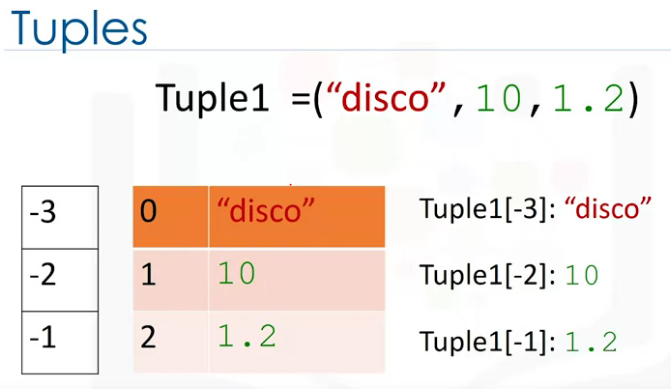 Tuples
Tuple1 =(“disco”,10,1.2)
-3 0 “disco” Tuple1[-3]: “disco”
-2 1 10 Tuple1[-2]: 10
-1 2 1.2 Tuple1[-1]: 1.2